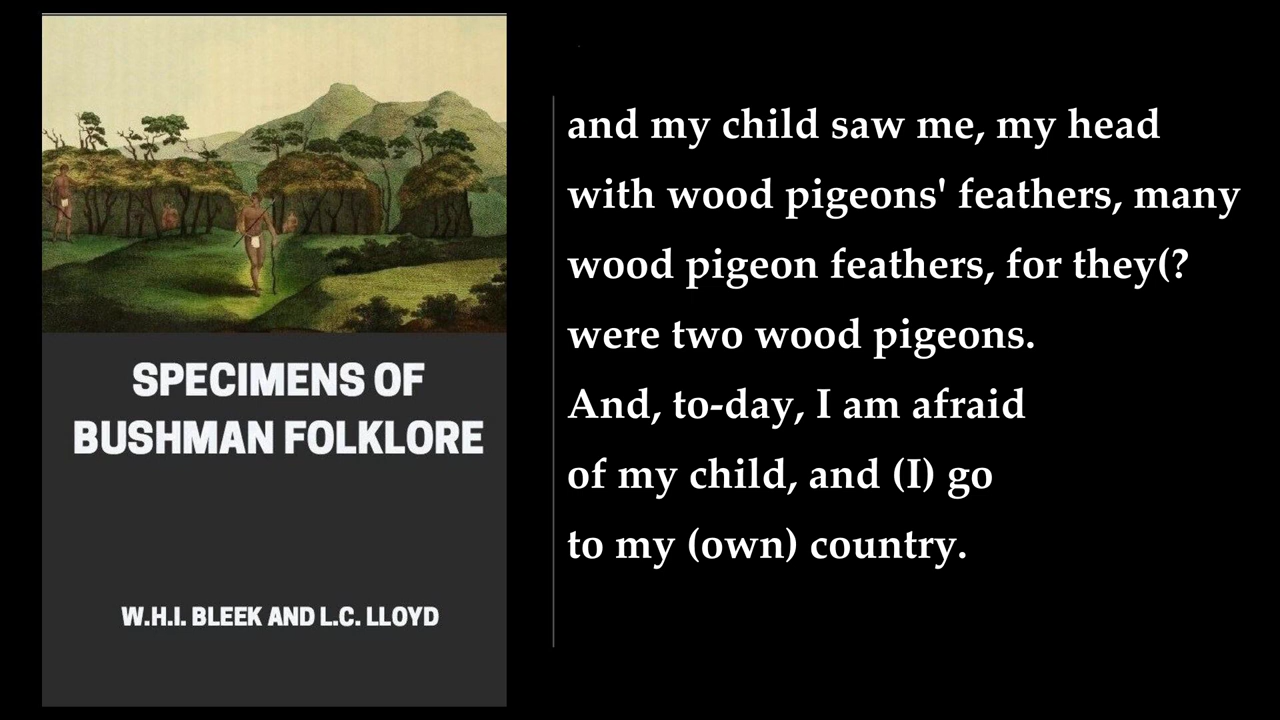 SPECIMENS OF
BUSHMAN FOLKLORE
W.H.I. BLEEK AND L.C. LLOYD
and my child saw me, my head
with wood pigeons' feathers, many
wood pigeon feathers, for they(?
were two wood pigeons.
And, to-day, I am afraid
of my child, and (I) go
to my (own) country.